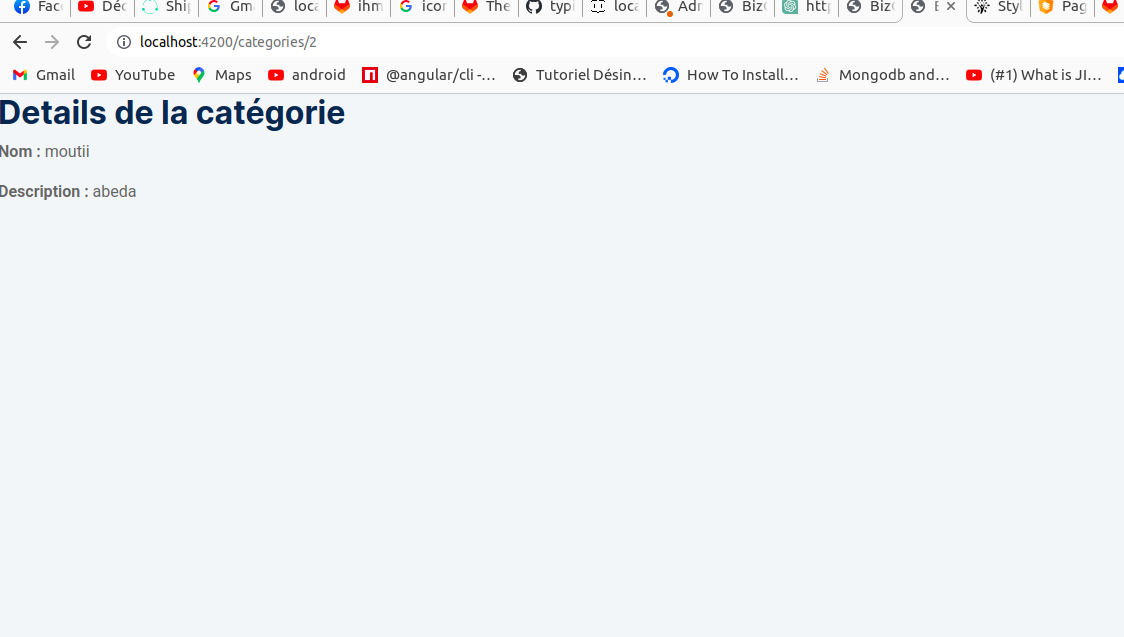 Fac Déc Ship Gm loca ihm icor The typi loca Adr Biz http Biz E Styl Pag
localhost:4200/categories/2
Gmail YouTube Maps android @angular/cli -... Tutoriel Désin... How To Install... Mongodb and... (#1) What is JI...
Details de la catégorie
Nom : moutii
Description : abeda